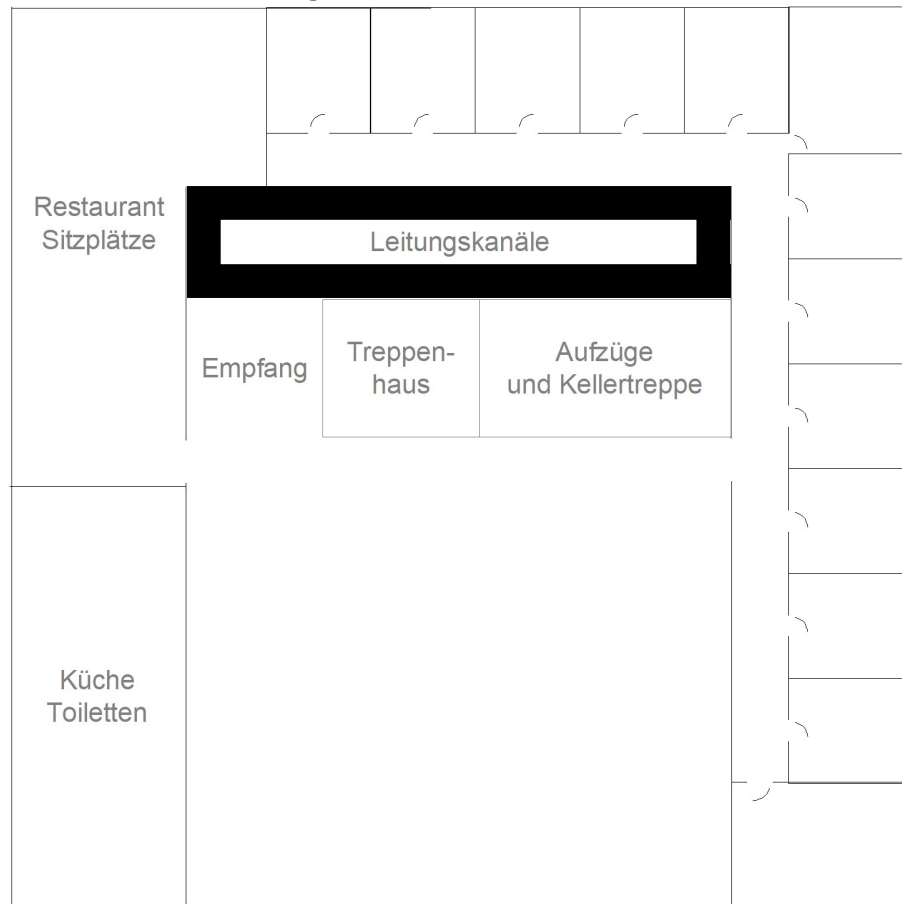 Restaurant
Sitzplätze
Leitungskanäle
Empfang
Treppen-
haus
Aufzüge
und Kellertreppe
Küche
Toiletten